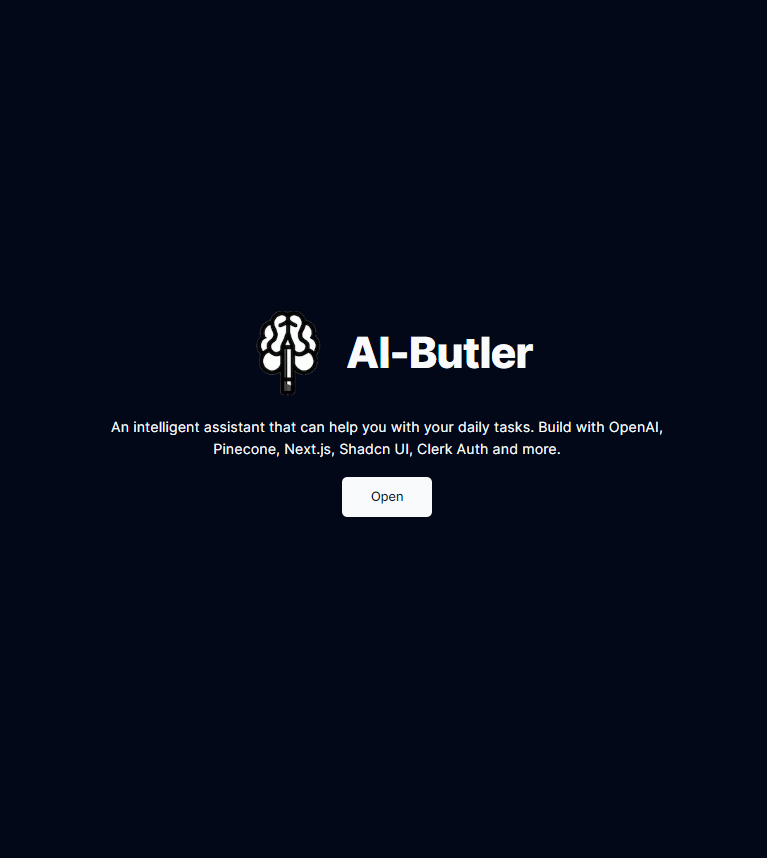 AI-Butler
An intelligent assistant that can help you with your daily tasks. Build with OpenAI,
Pinecone, Next.js, Shadcn UI, Clerk Auth and more.
Open